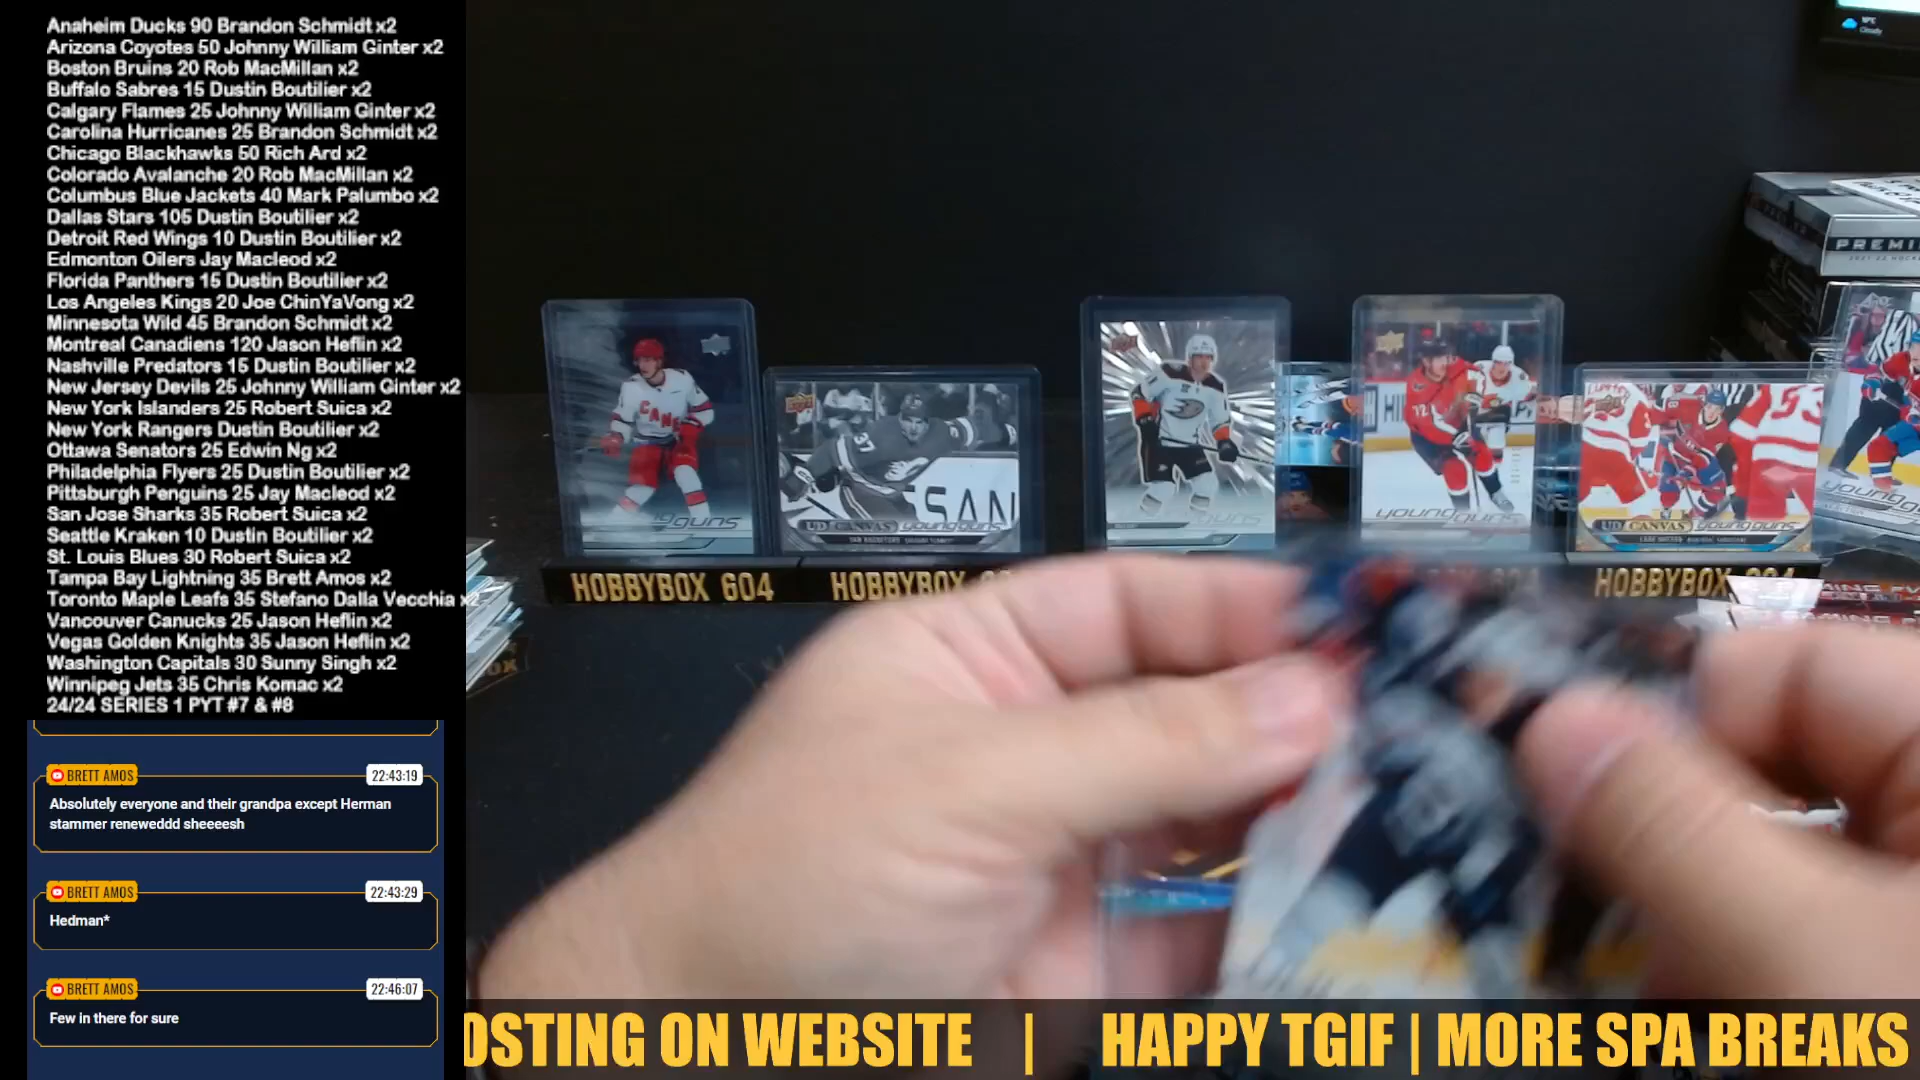 Anaheim Ducks 90 Brandon Schmidt x2
Arizona Coyotes 50 Johnny William Ginter x2
Boston Bruins 20 Rob MacMillan x2
Buffalo Sabres 15 Dustin Boutilier x2
Calgary Flames 25 Johnny William Ginter x2
Carolina Hurricanes 25 Brandon Schmidt x2
Chicago Blackhawks 50 Rich Ard x2
Colorado Avalanche 20 Rob MacMillan x2
Columbus Blue Jackets 40 Mark Palumbo x2
Dallas Stars 105 Dustin Boutilier x2
Detroit Red Wings 10 Dustin Boutilier x2
Edmonton Oilers Jay Macleod x2
Florida Panthers 15 Dustin Boutilier x2
Los Angeles Kings 20 Joe ChinYaVong x2
Minnesota Wild 45 Brandon Schmidt x2
Montreal Canadiens 120 Jason Heflin x2
Nashville Predators 15 Dustin Boutilier x2
New Jersey Devils 25 Johnny William Ginter x2
New York Islanders 25 Robert Suica x2
New York Rangers Dustin Boutilier x2
Ottawa Senators 25 Edwin Ng x2
Philadelphia Flyers 25 Dustin Boutilier x2
Pittsburgh Penguins 25 Jay Macleod x2
San Jose Sharks 35 Robert Suica x2
Seattle Kraken 10 Dustin Boutilier x2
St. Louis Blues 30 Robert Suica x2
Tampa Bay Lightning 35 Brett Amos x2
Toronto Maple Leafs 35 Stefano Dalla Vecchia x2
Vancouver Canucks 25 Jason Heflin x2
Vegas Golden Knights 35 Jason Heflin x2
Washington Capitals 30 Sunny Singh x2
Winnipeg Jets 35 Chris Komac x2
24/24 SERIES 1 PYT #7 & #8
BRETT AMOS 22:43:19
Absolutely everyone and their grandpa except Herman
stammer reneweddd sheeeesh
BRETT AMOS 22:43:29
Hedman*
BRETT AMOS 22:46:07
Few in there for sure
Cloudy
PREMI
CANES
guns
SAN
UD CANVAS young guns
young guns
UD CANVAS young guns
young guns
HOBBYBOX 604
HOBBYBOX
HOBBYBOX 604
OSTING ON WEBSITE | HAPPY TGIF | MORE SPA BREAKS